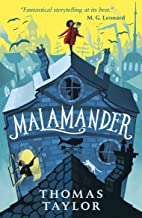 "Fantastical storytelling at its best."
M. G. Leonard
MALAMANDER
THOMAS
TAYLOR